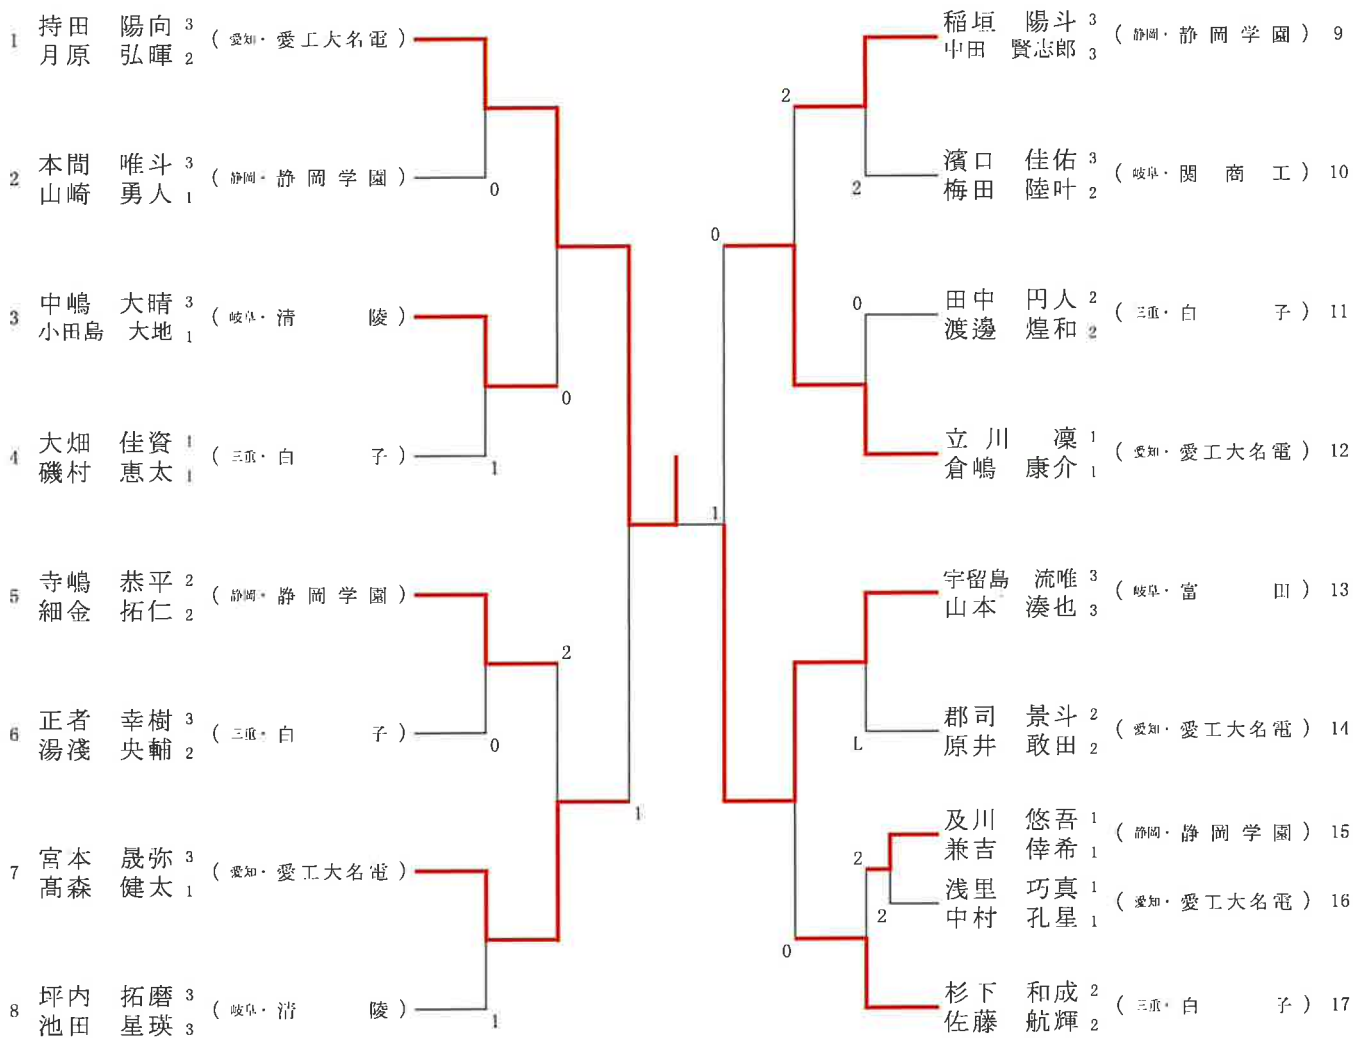 1 持田 陽向 3 (愛知・愛工大名電)
月原 弘暉 2
2 本間 唯斗 3 (静岡・静岡学園)
山崎 勇人 1
0
3 中嶋 大晴 3 (岐阜・清陵)
小田島 大地 1
0
4 大畑 佳資 1 (三重・白子)
磯村 恵太 1
1
5 寺嶋 恭平 2 (静岡・静岡学園)
細金 拓仁 2
2
6 正者 幸樹 3 (三重・白子)
湯淺 央輔 2
0
1
7 宮本 晟弥 3 (愛知・愛工大名電)
髙森 健太 1
8 坪内 拓磨 3 (岐阜・清陵)
池田 星瑛 3
1
1
稲垣 陽斗 3 (静岡・静岡学園) 9
中田 賢志郎 3
2
濱口 佳佑 3 (岐阜・関商工) 10
梅田 陸叶 2
2
0
田中 円人 2 (三重・白子) 11
渡邊 煌和 2
0
立川 凜 1 (愛知・愛工大名電) 12
倉嶋 康介 1
宇留島 流唯 3 (岐阜・富田) 13
山本 湊也 3
郡司 景斗 2 (愛知・愛工大名電) 14
原井 敢田 2
L
及川 悠吾 1 (静岡・静岡学園) 15
兼吉 倖希 1
2
浅里 巧真 1 (愛知・愛工大名電) 16
中村 孔星 1
2
0
杉下 和成 2 (三重・白子) 17
佐藤 航輝 2